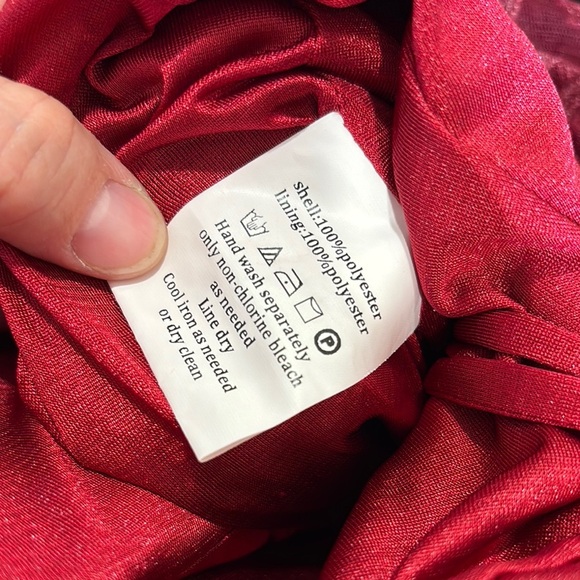 shell:100%polyester
lining:100%polyester
P
Hand wash separately
only non-chlorine bleach
as needed
Line dry
Cool iron as needed
or dry clean